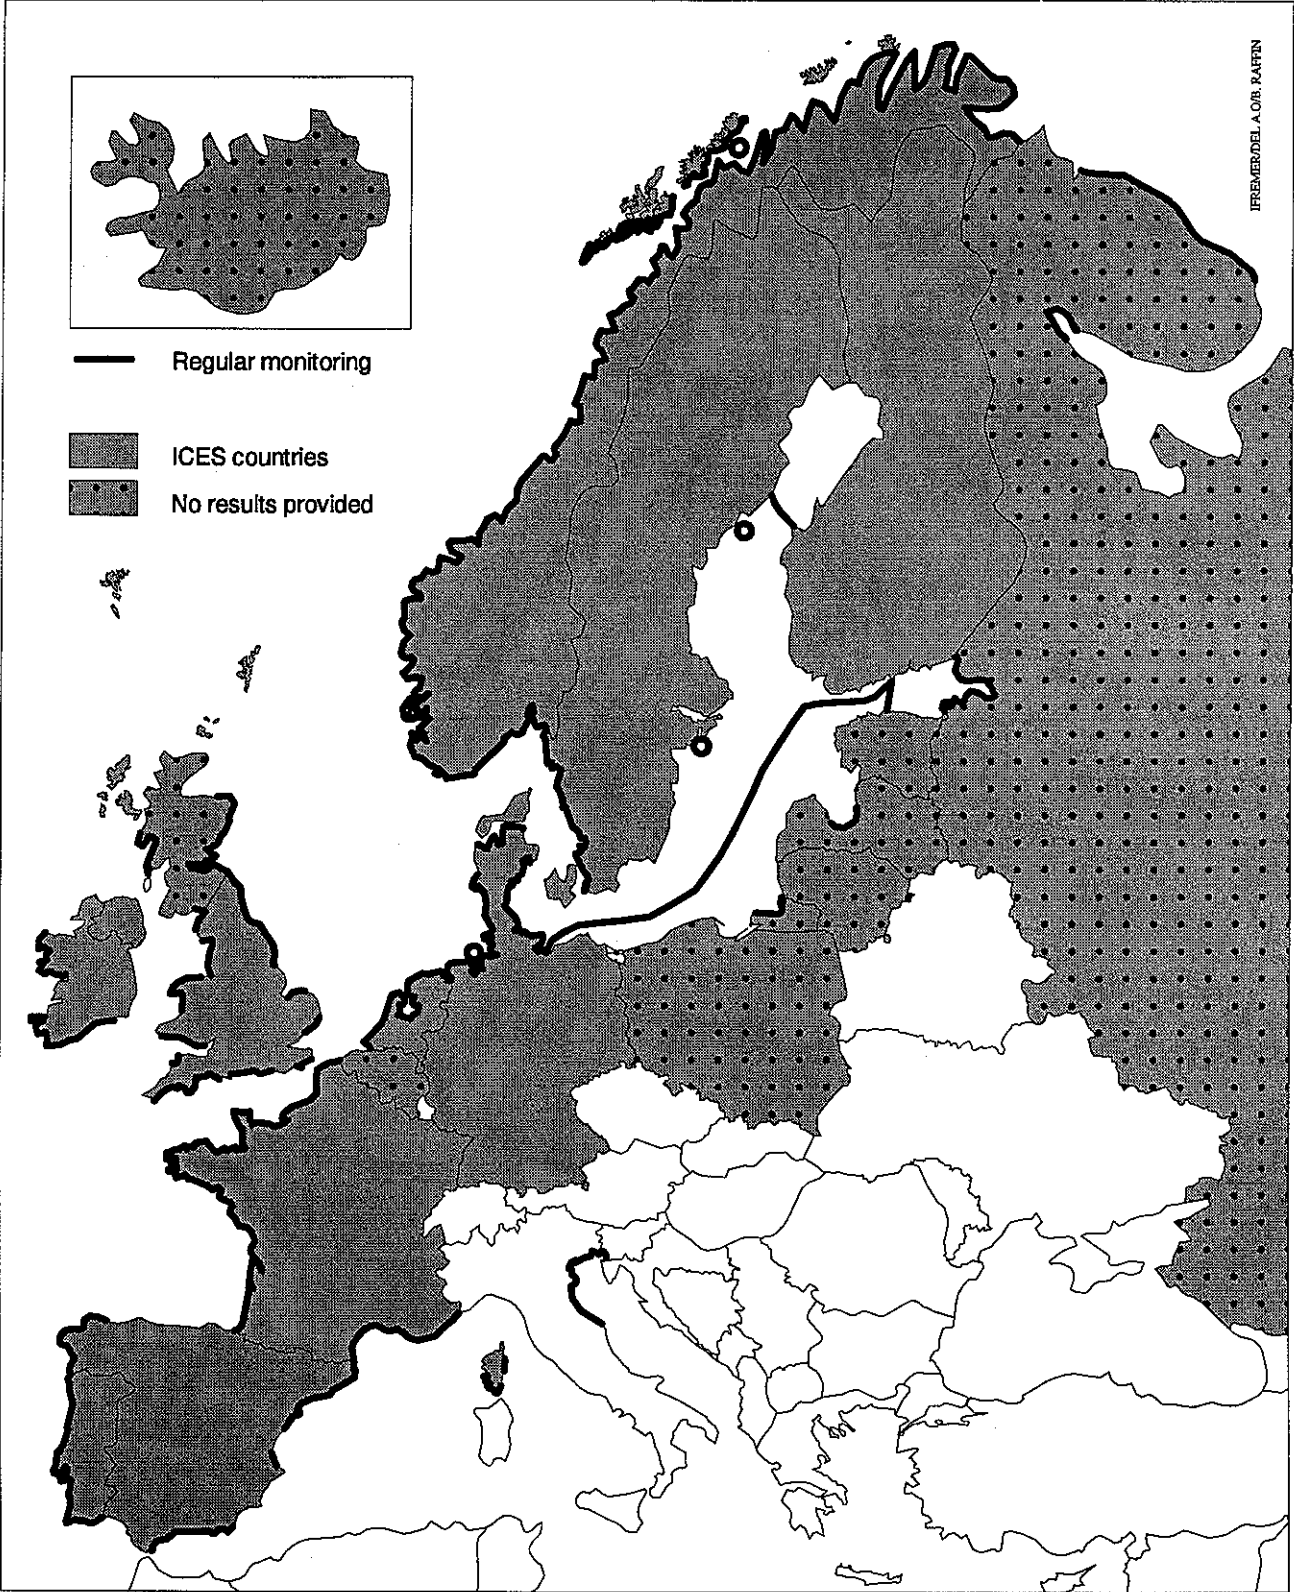 IFREMER/DEL A.O/B. RAFFIN
Regular monitoring
ICES countries
No results provided